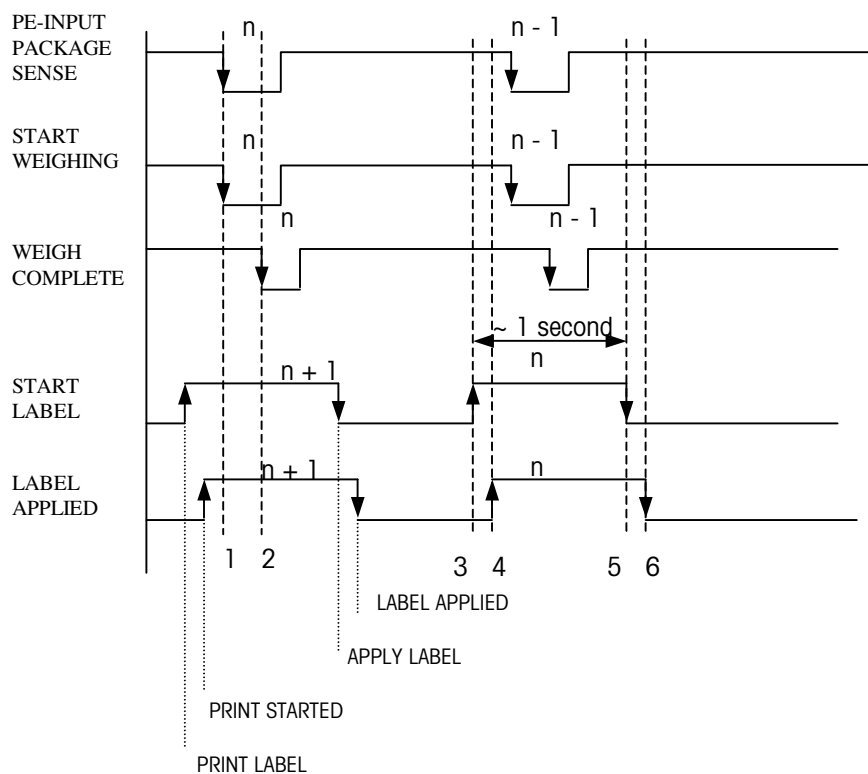 PE-INPUT
PACKAGE
SENSE
n
n - 1
START
WEIGHING
n
n - 1
WEIGH
COMPLETE
n
n - 1
~ 1 second
START
LABEL
n + 1
n
LABEL
APPLIED
n + 1
n
1 2 3 4 5 6
LABEL APPLIED
APPLY LABEL
PRINT STARTED
PRINT LABEL